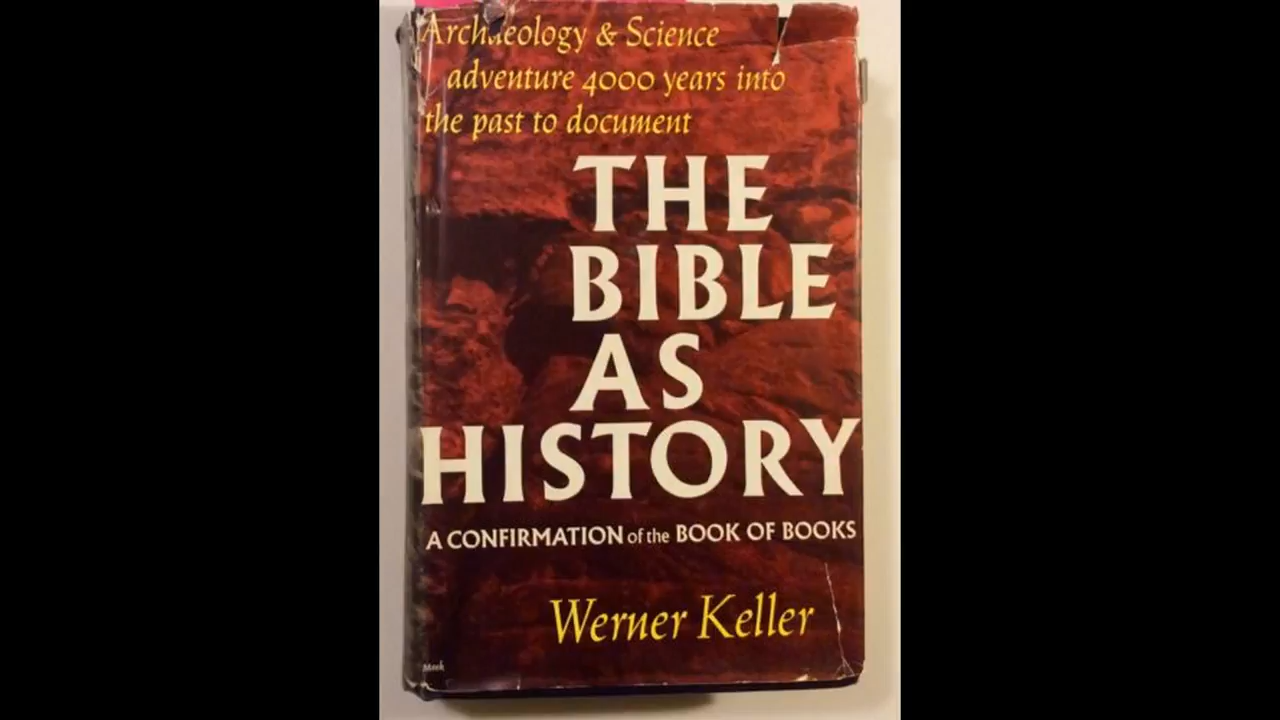 Archaeology & Science
adventure 4000 years into
the past to document
THE
BIBLE
AS
HISTORY
A CONFIRMATION of the BOOK OF BOOKS
Werner Keller
Meek